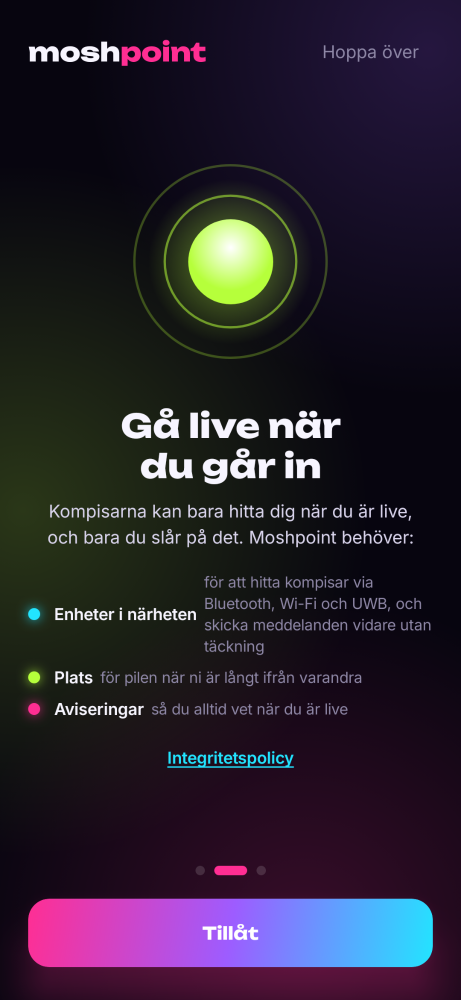 moshpoint
Hoppa över
Gå live när
du går in
Kompisarna kan bara hitta dig när du är live,
och bara du slår på det. Moshpoint behöver:
Enheter i närheten
för att hitta kompisar via
Bluetooth, Wi-Fi och UWB, och
skicka meddelanden vidare utan
täckning
Plats för pilen när ni är långt ifrån varandra
Aviseringar så du alltid vet när du är live
Integritetspolicy
Tillåt